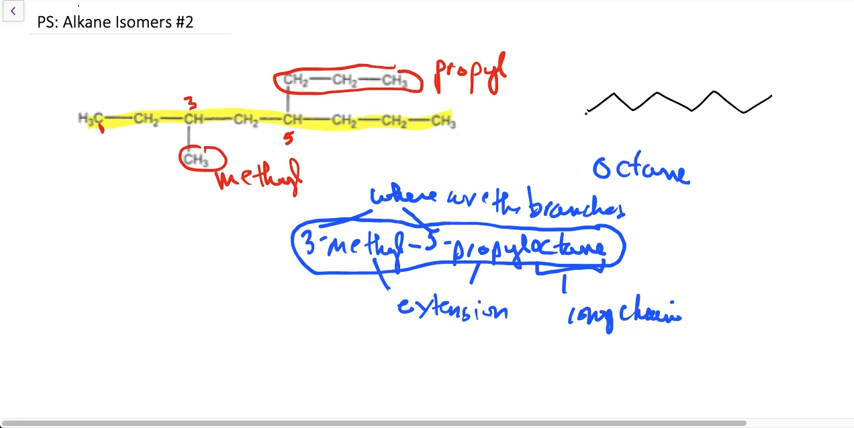 PS: Alkane Isomers #2
CH₂—CH₂—CH₃ propyl
3
H₃C—CH₂—CH—CH₂—CH—CH₂—CH₂—CH₃
1 5
CH₃
methyl
octane
where are the branches
3-methyl-5-propyloctane
extension
long chain